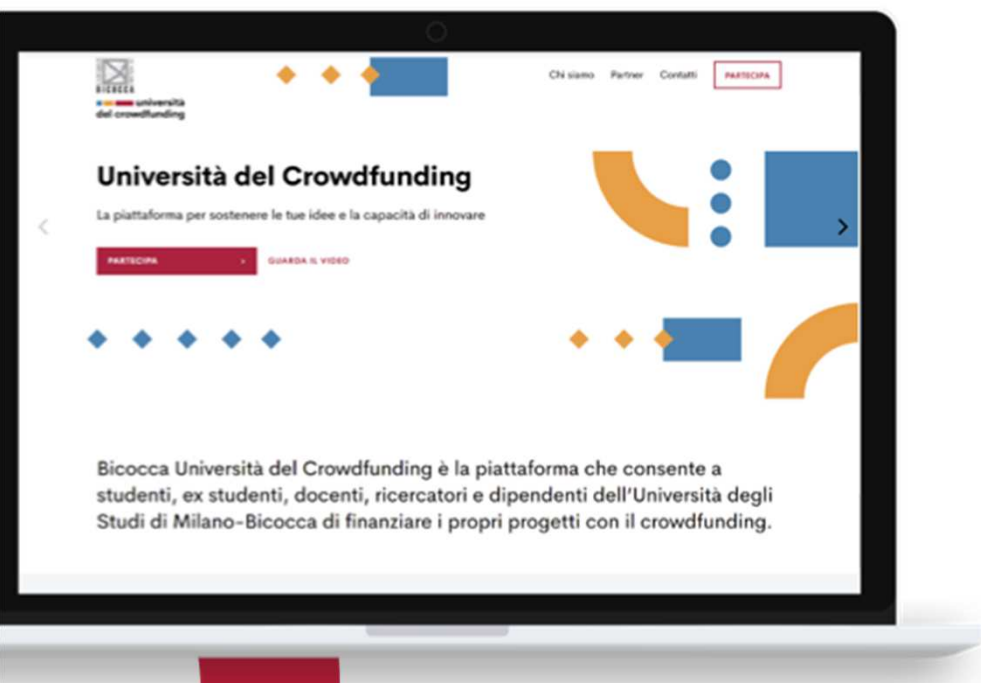 BICOCCA
università
del crowdfunding
Chi siamo Partner Contatti PARTECIPA
Università del Crowdfunding
La piattaforma per sostenere le tue idee e la capacità di innovare
PARTECIPA GUARDA IL VIDEO
Bicocca Università del Crowdfunding è la piattaforma che consente a
studenti, ex studenti, docenti, ricercatori e dipendenti dell'Università degli
Studi di Milano-Bicocca di finanziare i propri progetti con il crowdfunding.